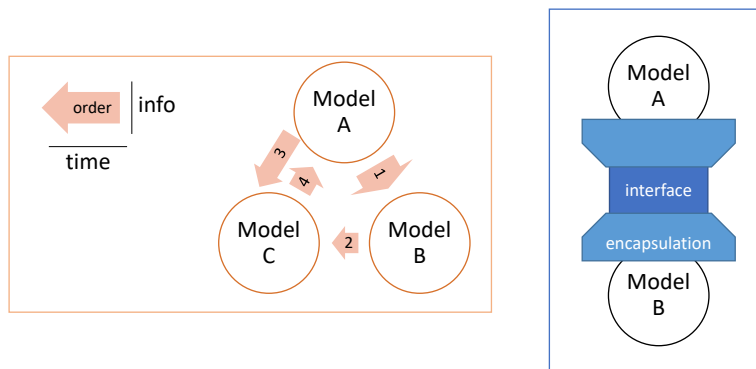 order
info
time
Model
A
3
4
1
Model
C
2
Model
B
Model
A
interface
encapsulation
Model
B